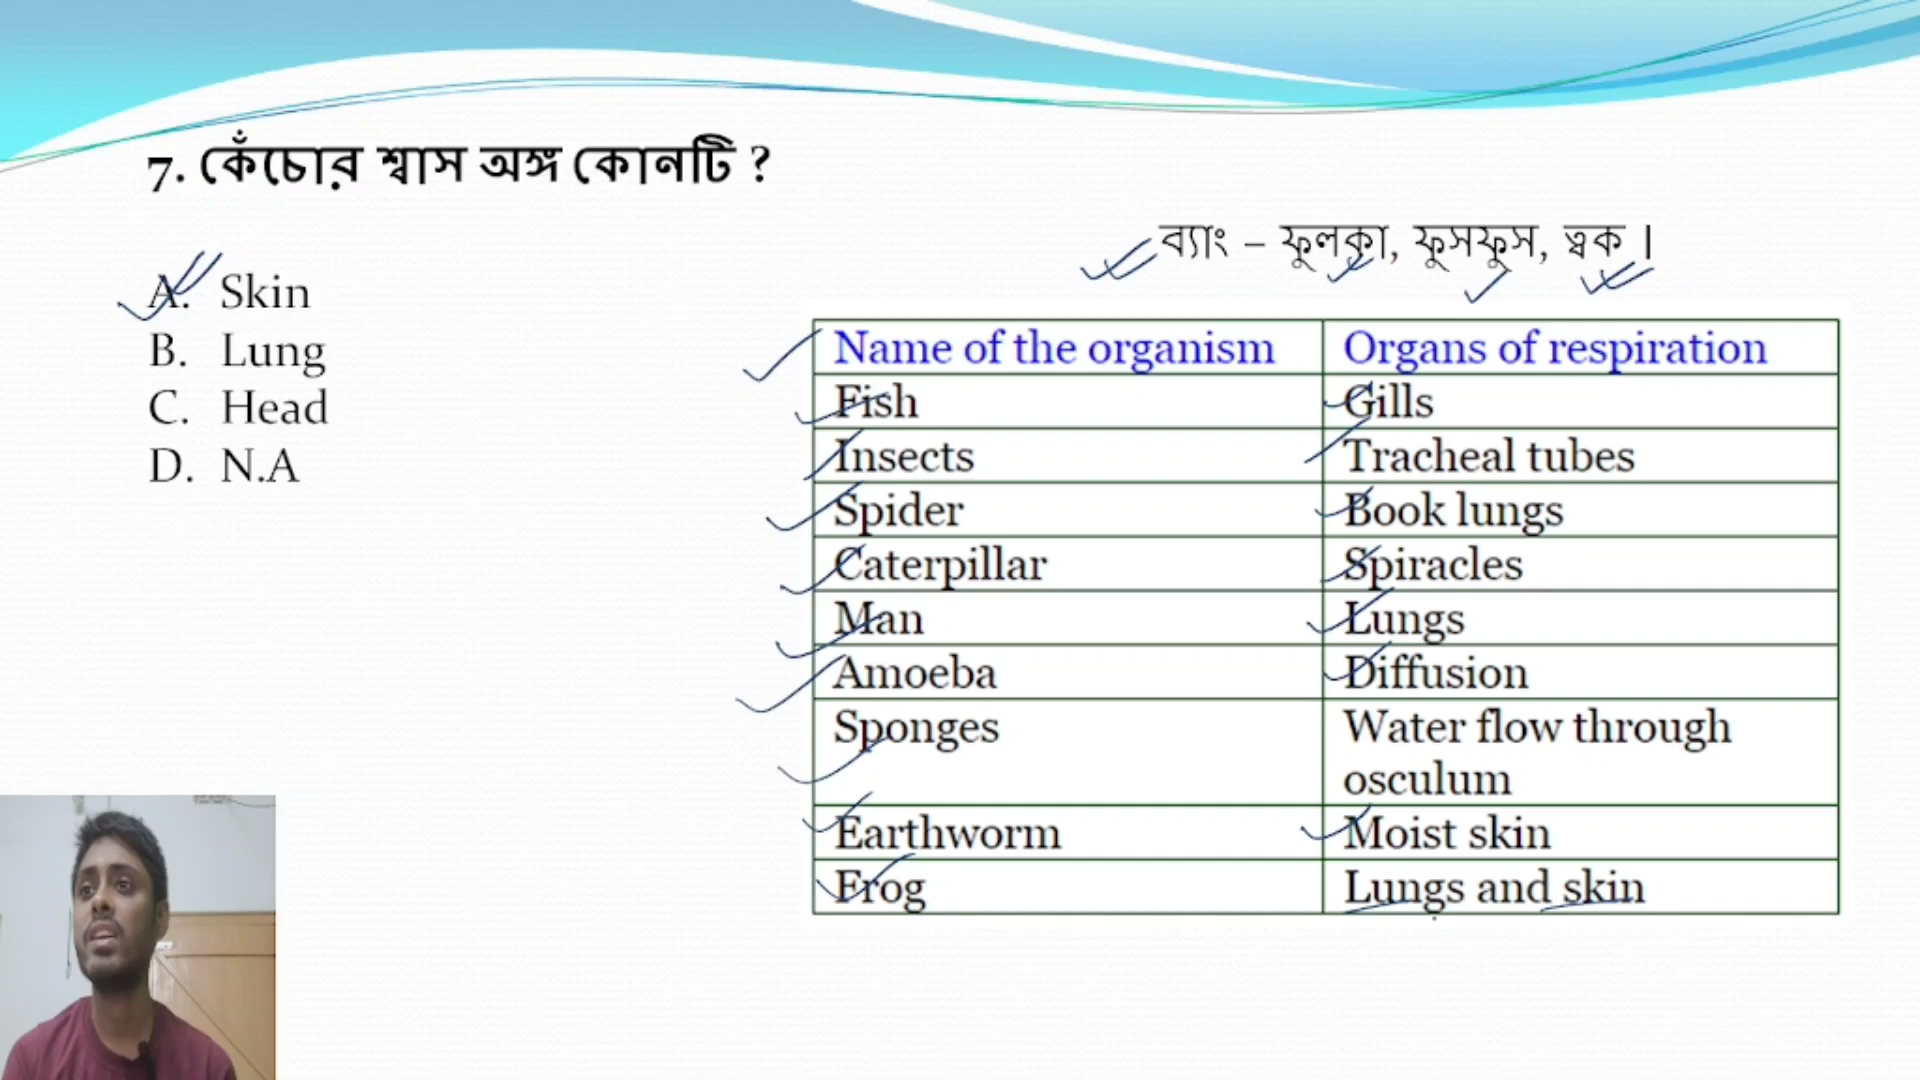 7. কেঁচোর শ্বাস অঙ্গ কোনটি ?
A. Skin
B. Lung
C. Head
D. N.A
ব্যাং – ফুলকা, ফুসফুস, ত্বক ।
Name of the organism Organs of respiration
Fish Gills
Insects Tracheal tubes
Spider Book lungs
Caterpillar Spiracles
Man Lungs
Amoeba Diffusion
Sponges Water flow through
osculum
Earthworm Moist skin
Frog Lungs and skin